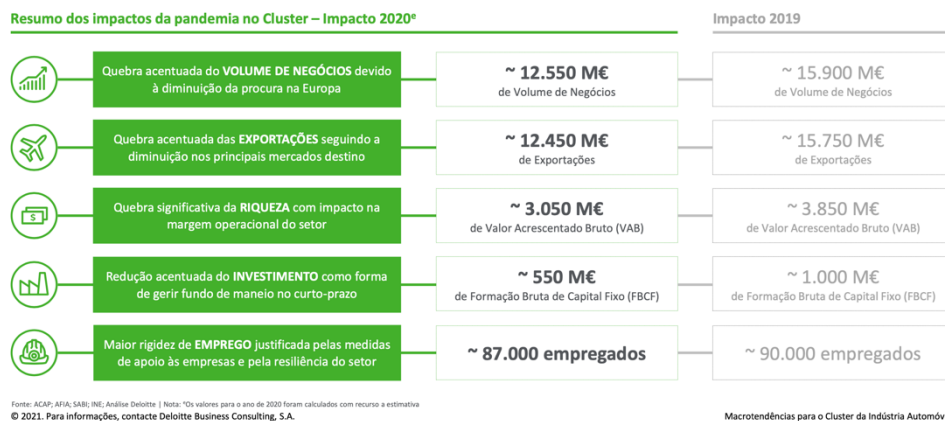 Resumo dos impactos da pandemia no Cluster – Impacto 2020ᵉ
Impacto 2019
Quebra acentuada do VOLUME DE NEGÓCIOS devido
à diminuição da procura na Europa
~ 12.550 M€
de Volume de Negócios
~ 15.900 M€
de Volume de Negócios
Quebra acentuada das EXPORTAÇÕES seguindo a
diminuição nos principais mercados destino
~ 12.450 M€
de Exportações
~ 15.750 M€
de Exportações
$
Quebra significativa da RIQUEZA com impacto na
margem operacional do setor
~ 3.050 M€
de Valor Acrescentado Bruto (VAB)
~ 3.850 M€
de Valor Acrescentado Bruto (VAB)
Redução acentuada do INVESTIMENTO como forma
de gerir fundo de maneio no curto-prazo
~ 550 M€
de Formação Bruta de Capital Fixo (FBCF)
~ 1.000 M€
de Formação Bruta de Capital Fixo (FBCF)
Maior rigidez de EMPREGO justificada pelas medidas
de apoio às empresas e pela resiliência do setor
~ 87.000 empregados
~ 90.000 empregados
Fonte: ACAP; AFIA; SABI; INE; Análise Deloitte | Nota: ᵉOs valores para o ano de 2020 foram calculados com recurso a estimativa
© 2021. Para informações, contacte Deloitte Business Consulting, S.A.
Macrotendências para o Cluster da Indústria Automóv